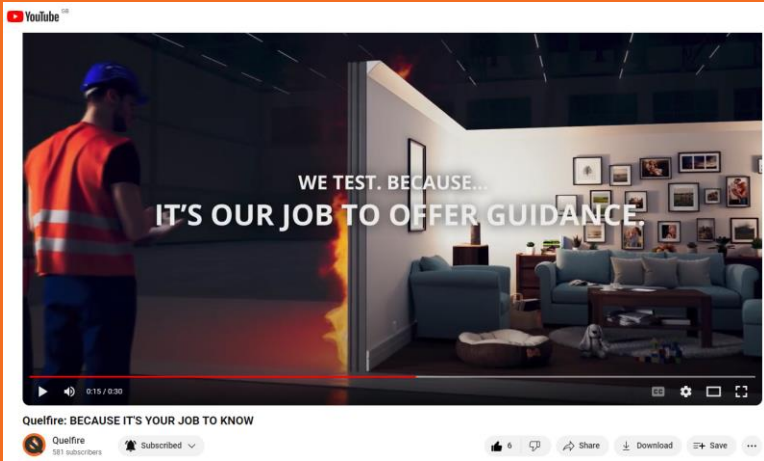 YouTube GB
WE TEST. BECAUSE...
IT'S OUR JOB TO OFFER GUIDANCE.
0:15 / 0:30
Quelfire: BECAUSE IT'S YOUR JOB TO KNOW
Quelfire
581 subscribers
Subscribed
6
Share
Download
Save